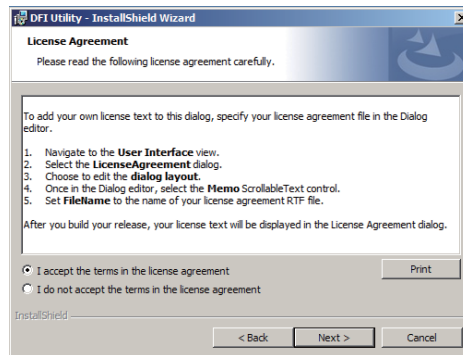 DFI Utility - InstallShield Wizard
License Agreement
Please read the following license agreement carefully.
To add your own license text to this dialog, specify your license agreement file in the Dialog
editor.
1. Navigate to the User Interface view.
2. Select the LicenseAgreement dialog.
3. Choose to edit the dialog layout.
4. Once in the Dialog editor, select the Memo ScrollableText control.
5. Set FileName to the name of your license agreement RTF file.
After you build your release, your license text will be displayed in the License Agreement dialog.
I accept the terms in the license agreement
Print
I do not accept the terms in the license agreement
InstallShield
< Back
Next >
Cancel